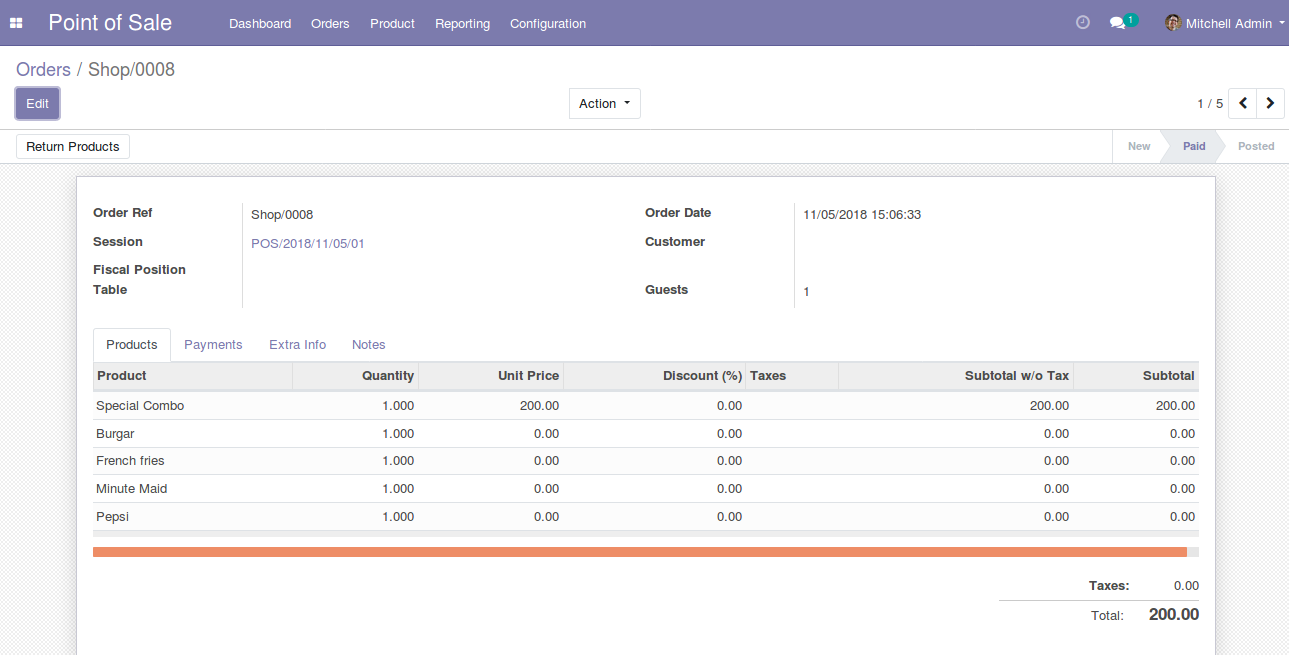 Point of Sale Dashboard Orders Product Reporting Configuration 1 Mitchell Admin
Orders / Shop/0008
Edit Action 1 / 5
Return Products New Paid Posted
Order Ref Shop/0008 Order Date 11/05/2018 15:06:33
Session POS/2018/11/05/01 Customer
Fiscal Position
Table Guests 1
Products Payments Extra Info Notes
Product Quantity Unit Price Discount (%) Taxes Subtotal w/o Tax Subtotal
Special Combo 1.000 200.00 0.00 200.00 200.00
Burgar 1.000 0.00 0.00 0.00 0.00
French fries 1.000 0.00 0.00 0.00 0.00
Minute Maid 1.000 0.00 0.00 0.00 0.00
Pepsi 1.000 0.00 0.00 0.00 0.00
Taxes: 0.00
Total: 200.00